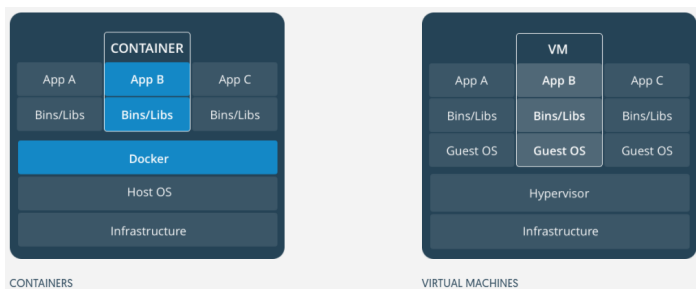 CONTAINER
App A App B App C
Bins/Libs Bins/Libs Bins/Libs
Docker
Host OS
Infrastructure
CONTAINERS
VM
App A App B App C
Bins/Libs Bins/Libs Bins/Libs
Guest OS Guest OS Guest OS
Hypervisor
Infrastructure
VIRTUAL MACHINES